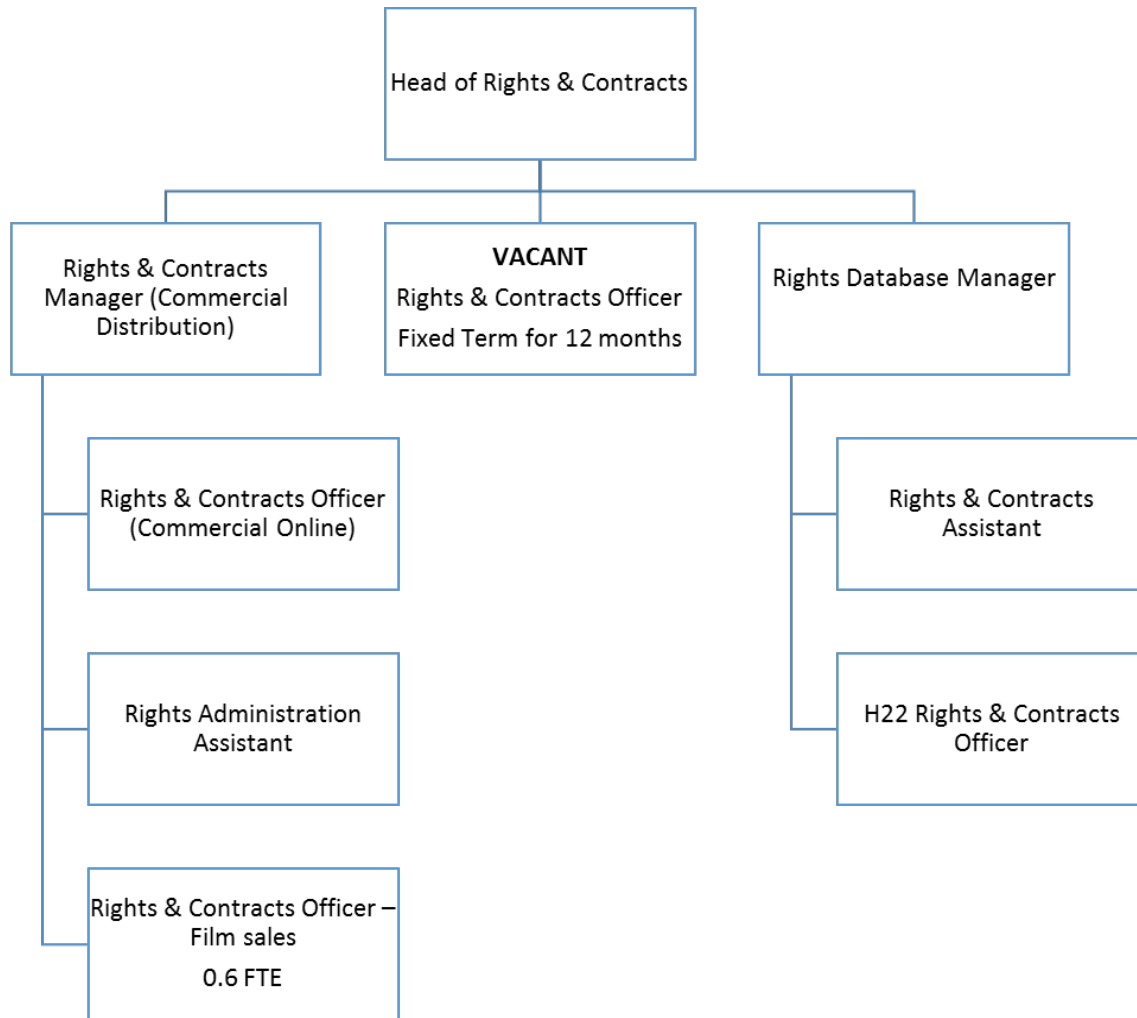 Head of Rights & Contracts
Rights & Contracts
Manager (Commercial
Distribution)
VACANT
Rights & Contracts Officer
Fixed Term for 12 months
Rights Database Manager
Rights & Contracts Officer
(Commercial Online)
Rights & Contracts
Assistant
Rights Administration
Assistant
H22 Rights & Contracts
Officer
Rights & Contracts Officer –
Film sales
0.6 FTE